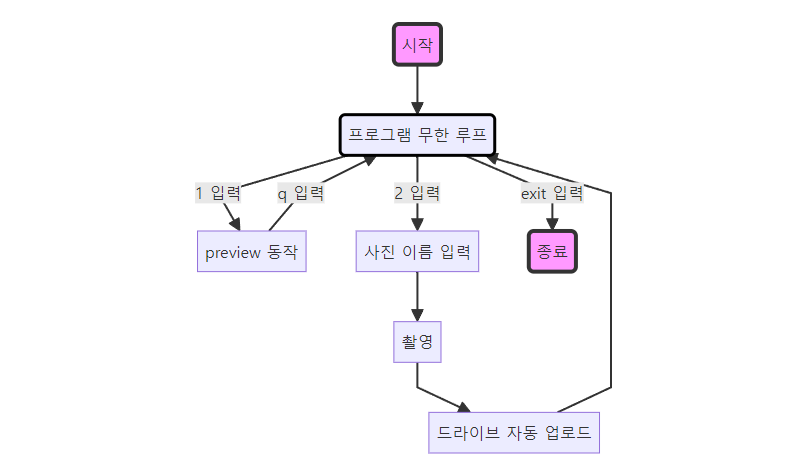 시작
프로그램 무한 루프
1 입력
q 입력
2 입력
exit 입력
preview 동작
사진 이름 입력
종료
촬영
드라이브 자동 업로드